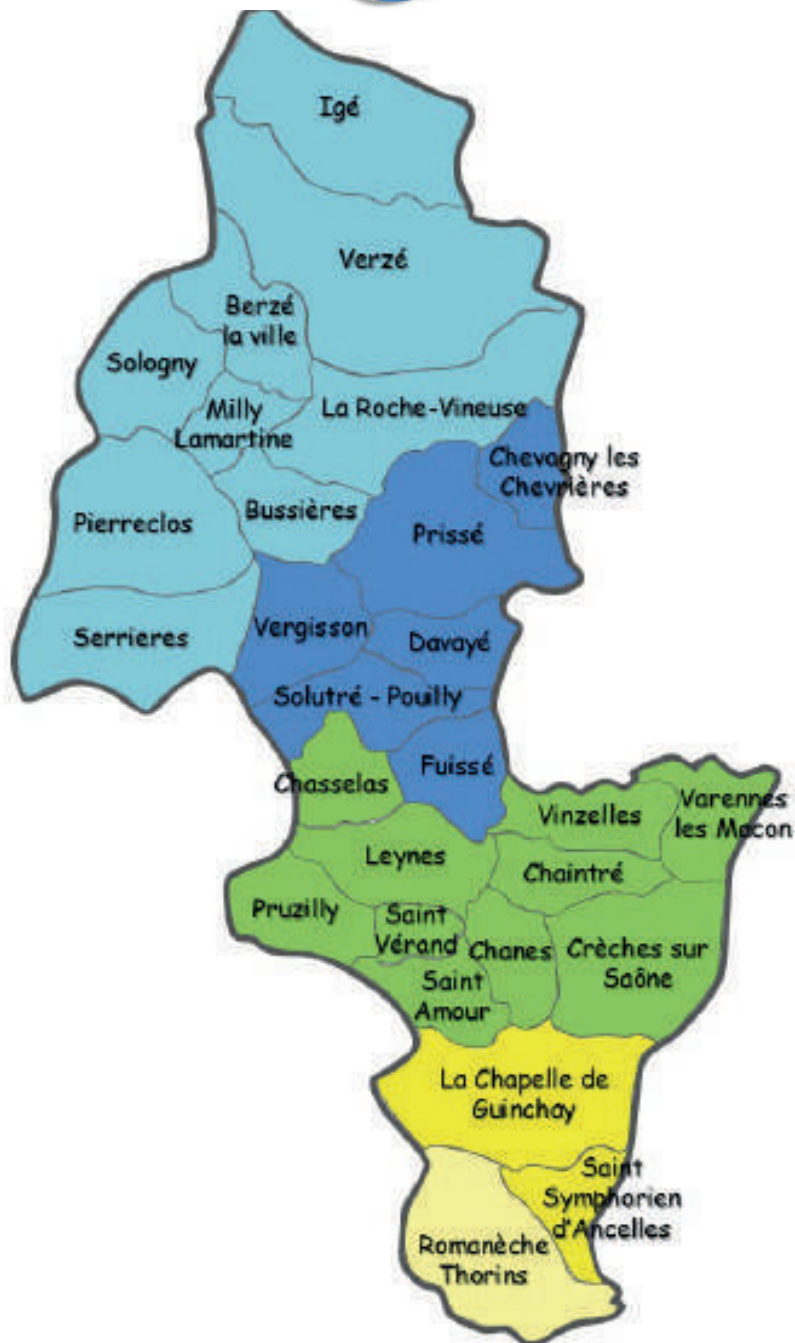 Igé
Verzé
Berzé
la ville
Sologny
Milly
Lamartine
La Roche-Vineuse
Chevagny les
Chevrières
Pierreclos
Bussières
Prissé
Serrieres
Vergisson
Davayé
Solutré - Pouilly
Fuissé
Chasselas
Vinzelles
Varennes
les Macon
Leynes
Chaintré
Pruzilly
Saint
Vérand
Chanes
Crèches sur
Saône
Saint
Amour
La Chapelle de
Guinchay
Saint
Symphorien
d'Ancelles
Romanèche
Thorins